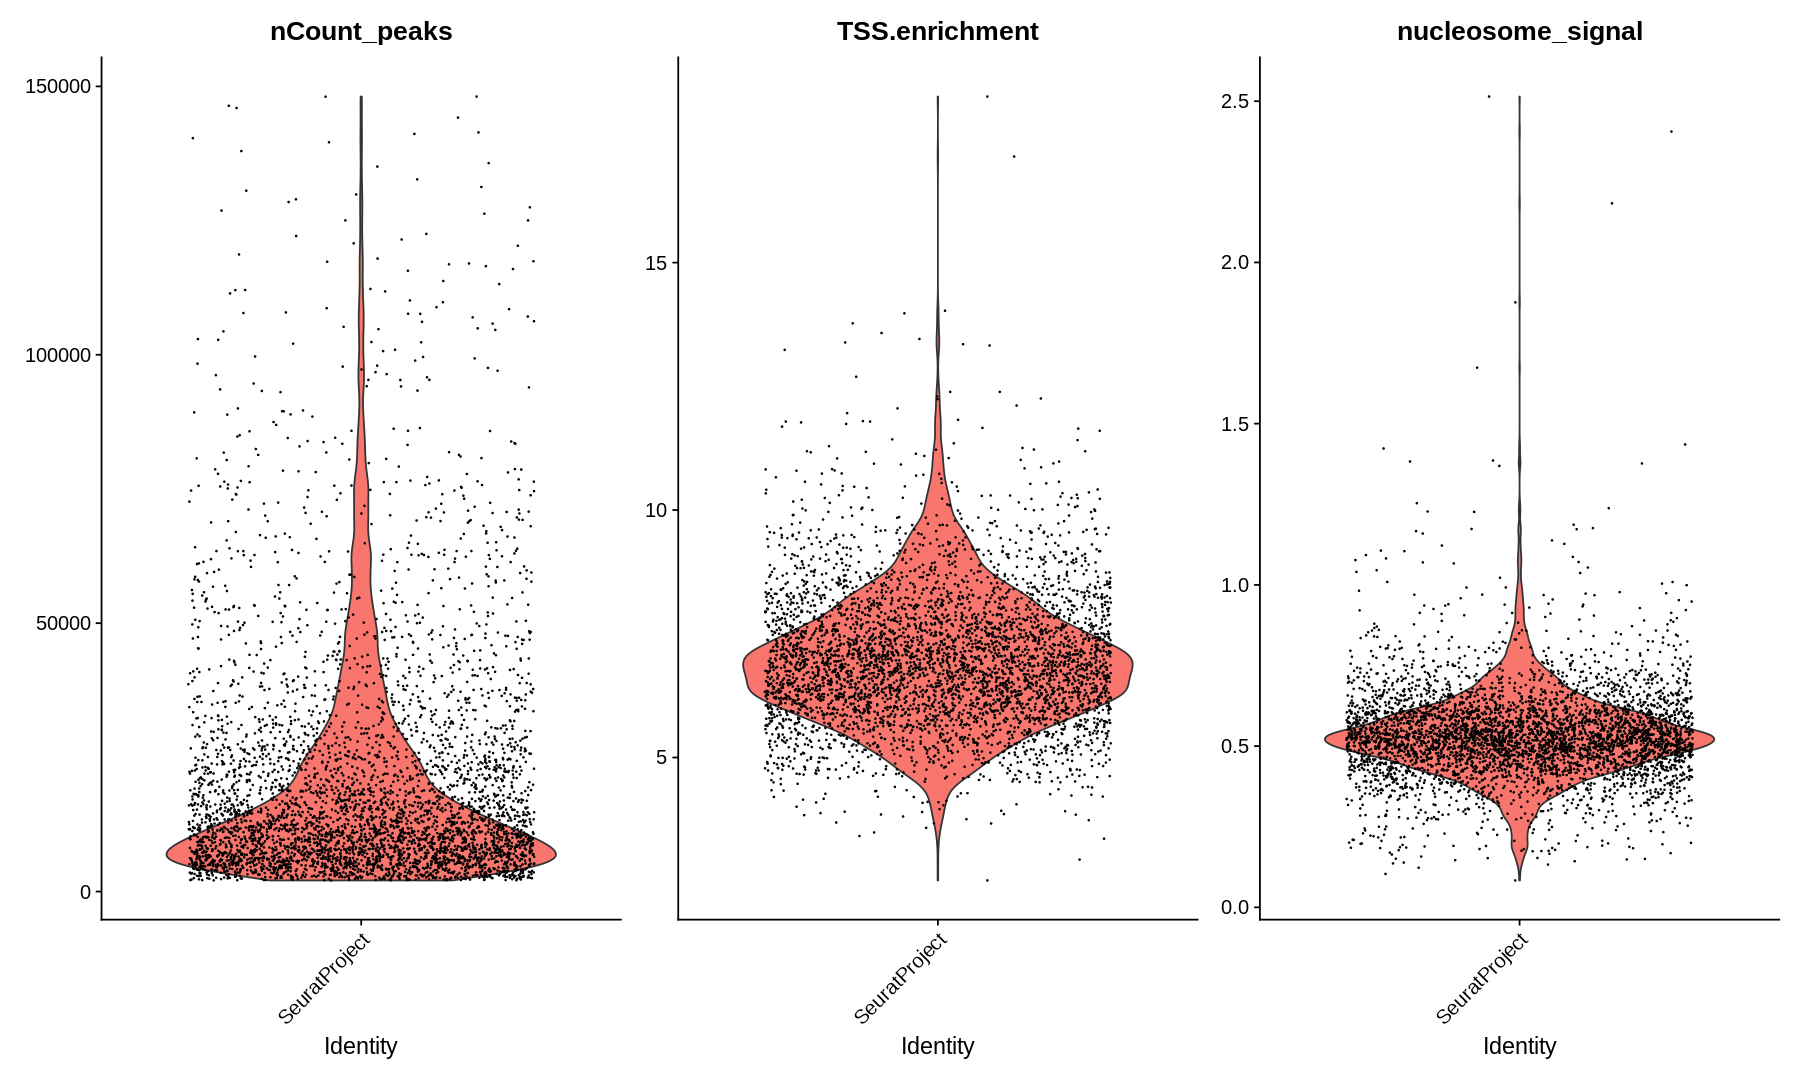 nCount_peaks
150000
100000
50000
0
SeuratProject
Identity
TSS.enrichment
15
10
5
SeuratProject
Identity
nucleosome_signal
2.5
2.0
1.5
1.0
0.5
0.0
SeuratProject
Identity